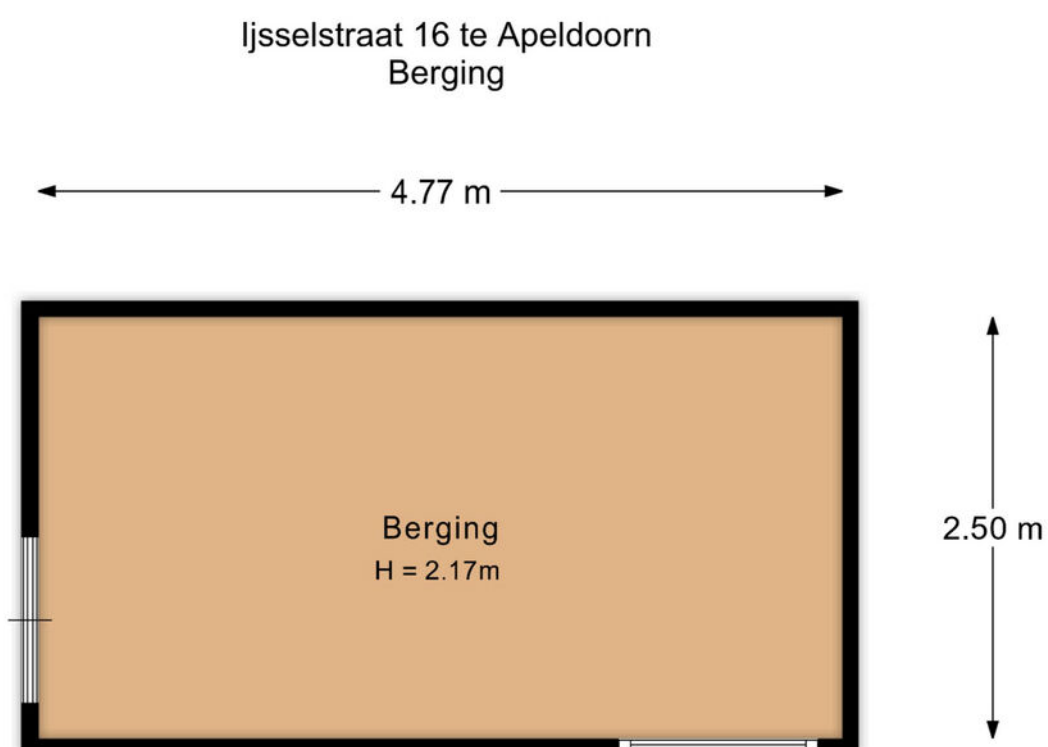 Ijsselstraat 16 te Apeldoorn
Berging
4.77 m
2.50 m
Berging
H = 2.17m